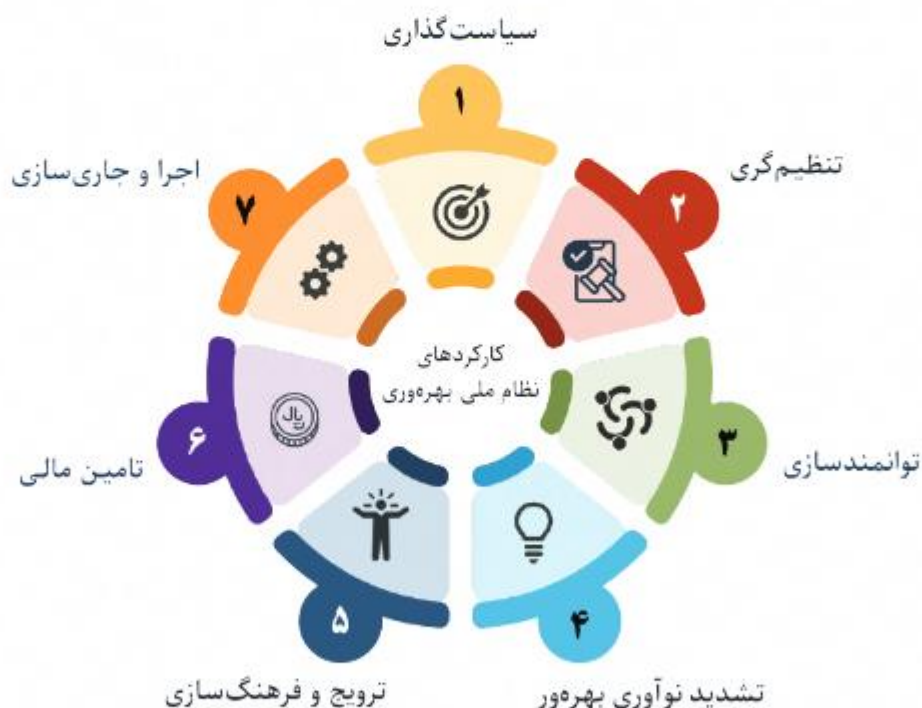 سیاست‌گذاری
۱
تنظیم‌گری
۲
توانمندسازی
۳
تشدید نوآوری بهره‌ور
۴
ترویج و فرهنگ‌سازی
۵
تامین مالی
۶
اجرا و جاری‌سازی
۷
کارکردهای
نظام ملی بهره‌وری
ریال